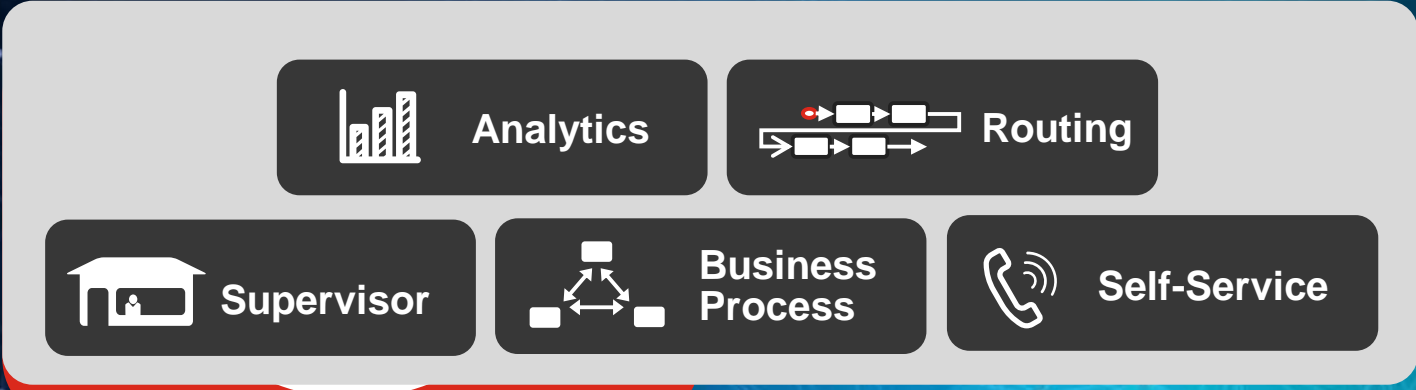 Analytics
Routing
Supervisor
Business
Process
Self-Service